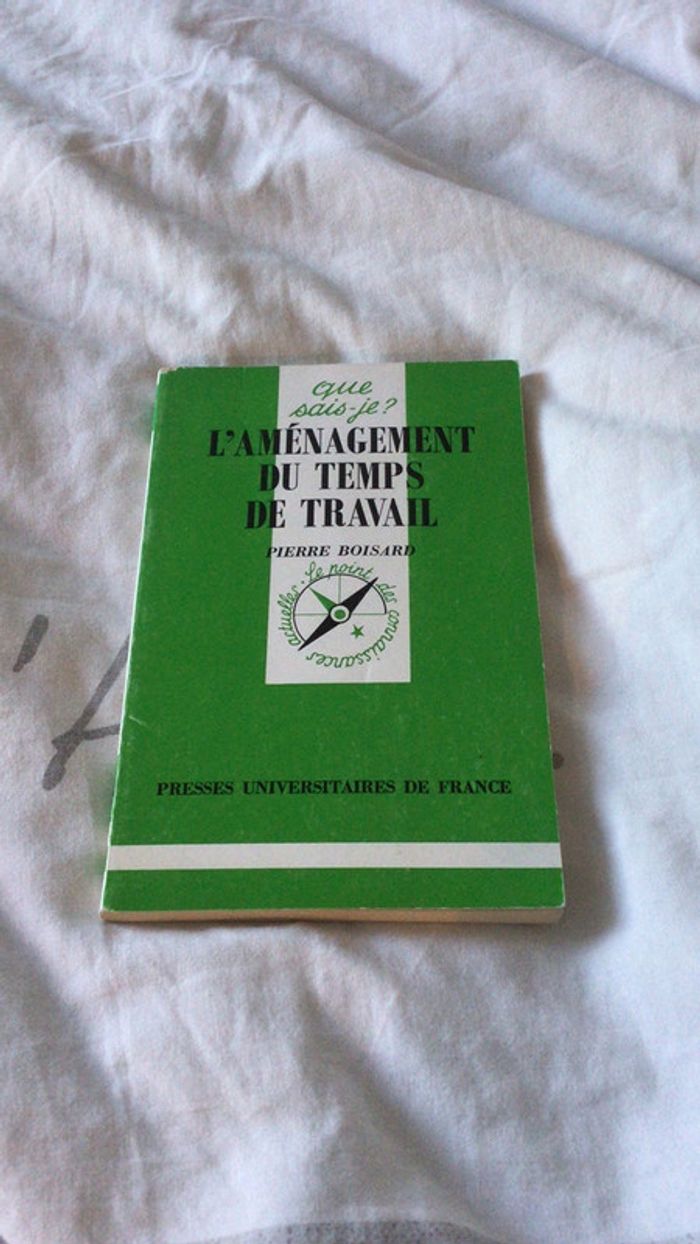 que
sais-je?
L'AMÉNAGEMENT
DU TEMPS
DE TRAVAIL
PIERRE BOISARD
Le point des connaissances actuelles.
PRESSES UNIVERSITAIRES DE FRANCE
'A